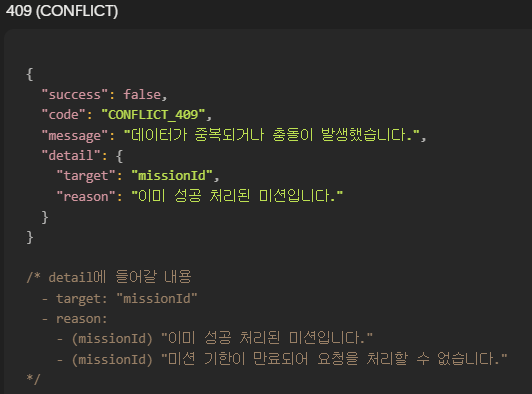 409 (CONFLICT)
{
"success": false,
"code": "CONFLICT_409",
"message": "데이터가 중복되거나 충돌이 발생했습니다.",
"detail": {
"target": "missionId",
"reason": "이미 성공 처리된 미션입니다."
}
}
/* detail에 들어갈 내용
- target: "missionId"
- reason:
- (missionId) "이미 성공 처리된 미션입니다."
- (missionId) "미션 기한이 만료되어 요청을 처리할 수 없습니다."
*/